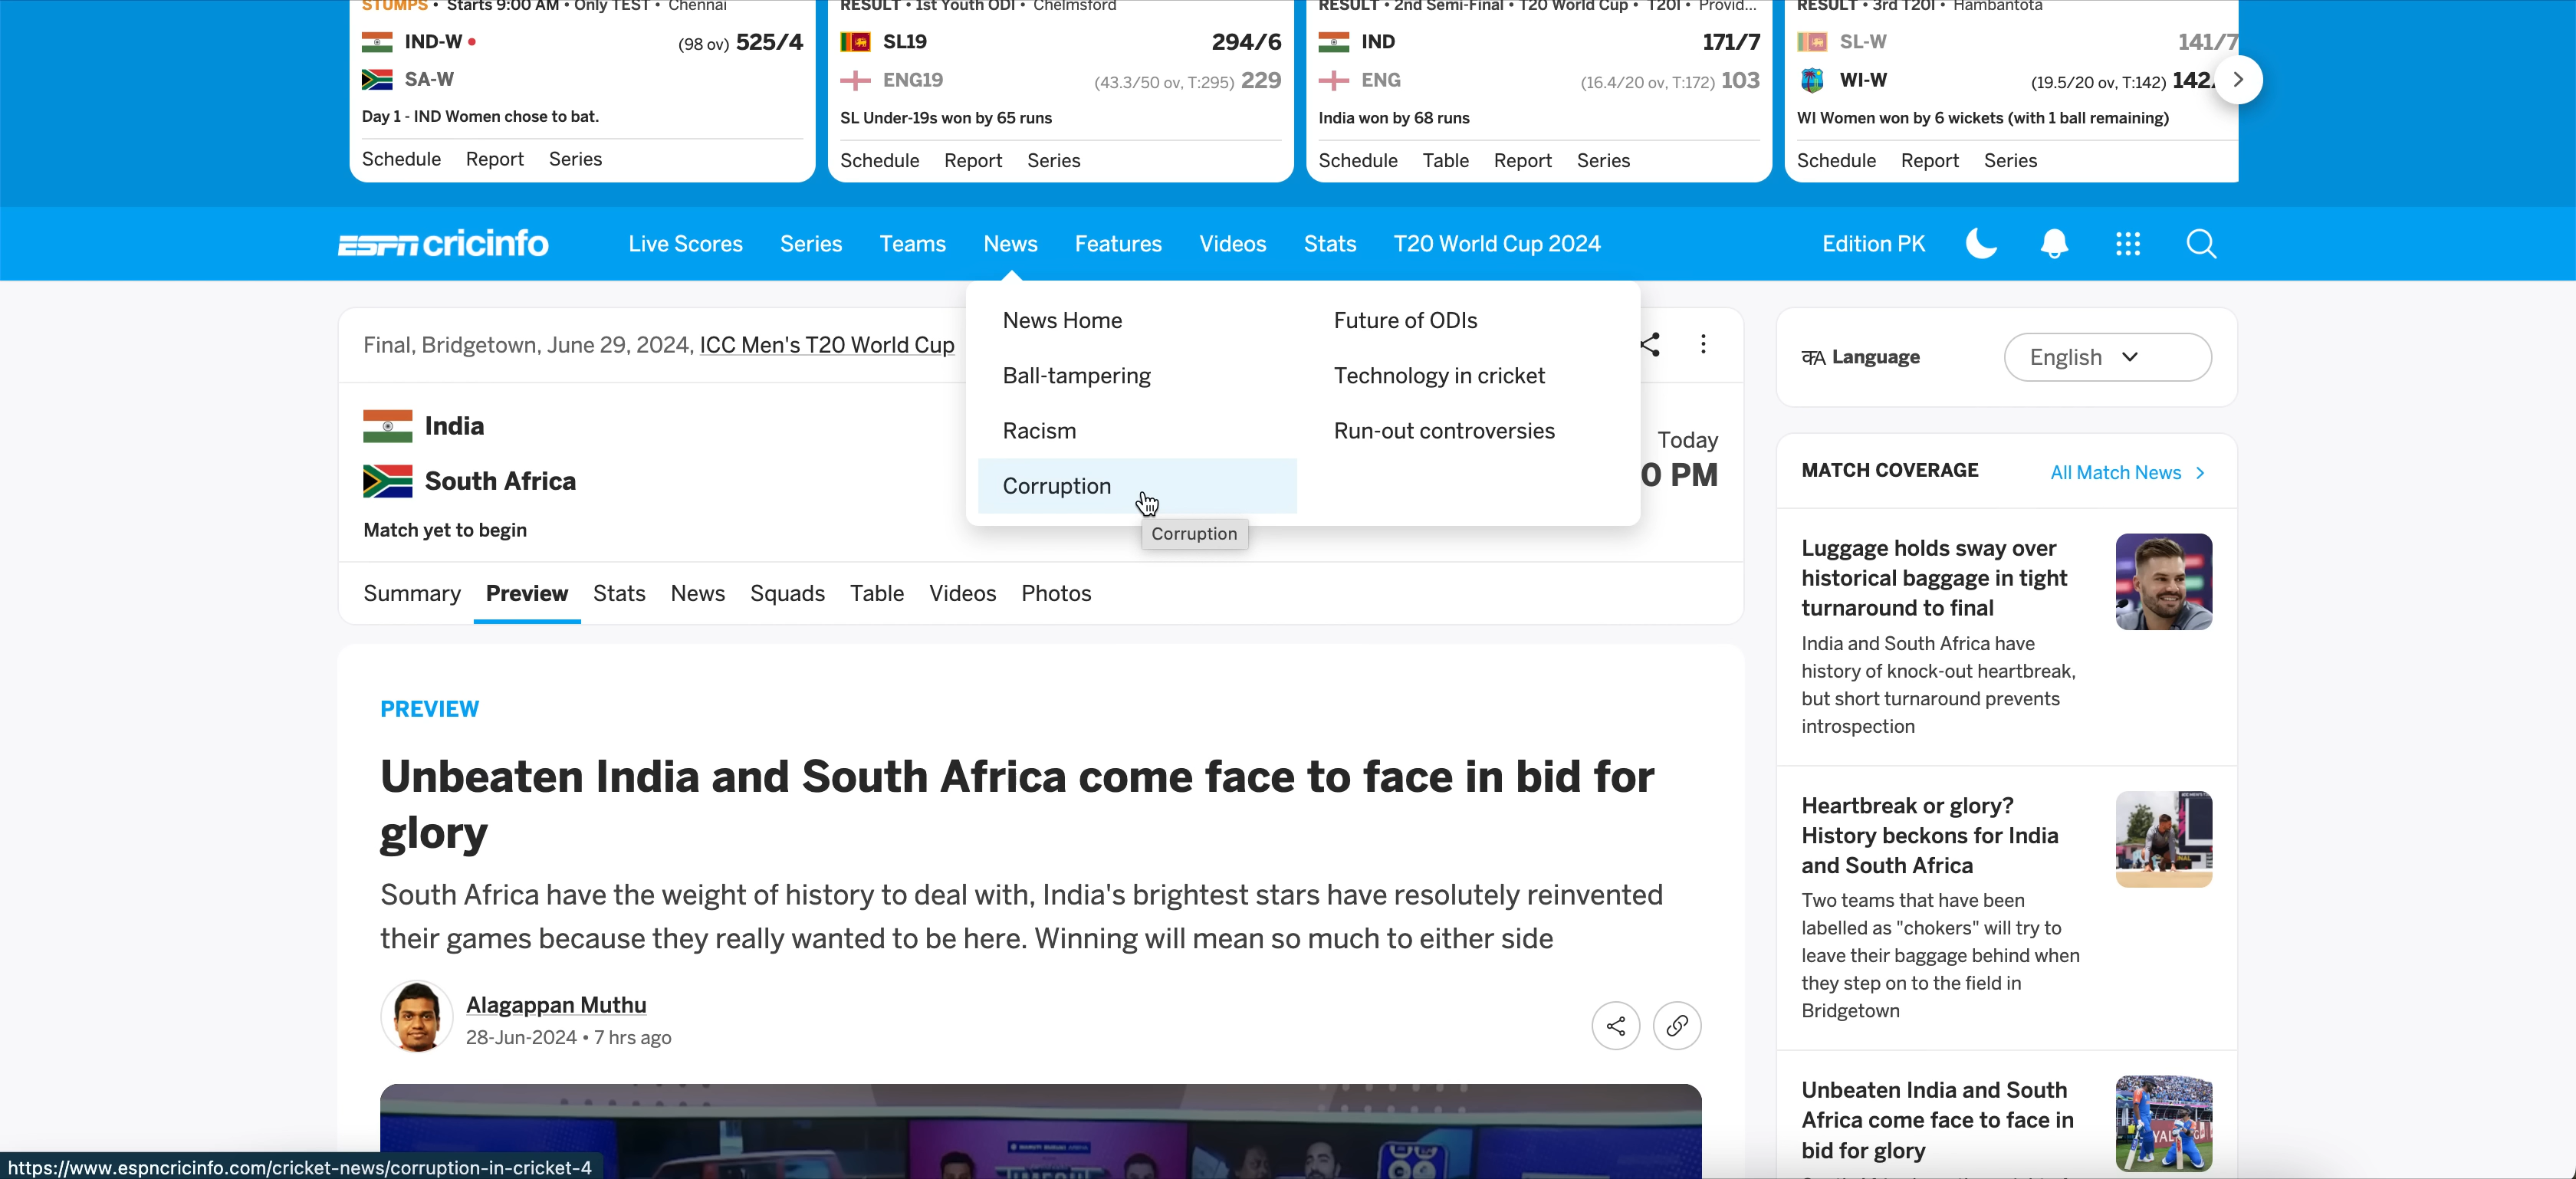 STUMPS • Starts 9:00 AM • Only TEST • Chennai
IND-W (98 ov) 525/4
SA-W
Day 1 - IND Women chose to bat.
Schedule Report Series
RESULT • 1st Youth ODI • Chelmsford
SL19 294/6
ENG19 (43.3/50 ov, T:295) 229
SL Under-19s won by 65 runs
Schedule Report Series
RESULT • 2nd Semi-Final • T20 World Cup • T20I • Provid...
IND 171/7
ENG (16.4/20 ov, T:172) 103
India won by 68 runs
Schedule Table Report Series
RESULT • 3rd T20I • Hambantota
SL-W 141/7
WI-W (19.5/20 ov, T:142) 142
WI Women won by 6 wickets (with 1 ball remaining)
Schedule Report Series
ESPN cricinfo Live Scores Series Teams News Features Videos Stats T20 World Cup 2024 Edition PK
News Home Future of ODIs
Ball-tampering Technology in cricket
Racism Run-out controversies
Corruption
Corruption
Final, Bridgetown, June 29, 2024, ICC Men's T20 World Cup
India
South Africa
Match yet to begin
Today
0 PM
Summary Preview Stats News Squads Table Videos Photos
PREVIEW
Unbeaten India and South Africa come face to face in bid for
glory
South Africa have the weight of history to deal with, India's brightest stars have resolutely reinvented
their games because they really wanted to be here. Winning will mean so much to either side
Alagappan Muthu
28-Jun-2024 • 7 hrs ago
Language English
MATCH COVERAGE All Match News
Luggage holds sway over
historical baggage in tight
turnaround to final
India and South Africa have
history of knock-out heartbreak,
but short turnaround prevents
introspection
Heartbreak or glory?
History beckons for India
and South Africa
Two teams that have been
labelled as "chokers" will try to
leave their baggage behind when
they step on to the field in
Bridgetown
Unbeaten India and South
Africa come face to face in
bid for glory
https://www.espncricinfo.com/cricket-news/corruption-in-cricket-4